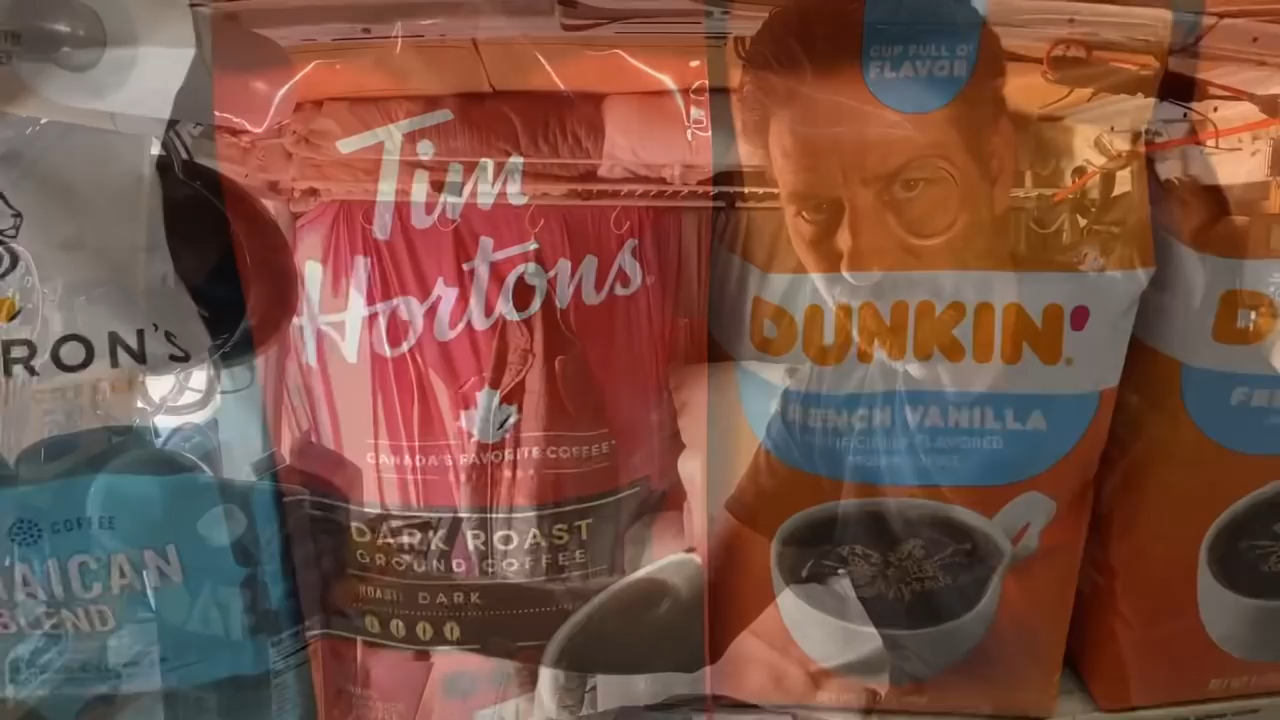 RON'S
COFFEE
AICAN
BLEND
Tim
Hortons
CANADA'S FAVORITE COFFEE
DARK ROAST
GROUND COFFEE
ROAST: DARK
CUP FULL O'
FLAVOR
DUNKIN'
FRENCH VANILLA
ARTIFICIALLY FLAVORED
D
FRE